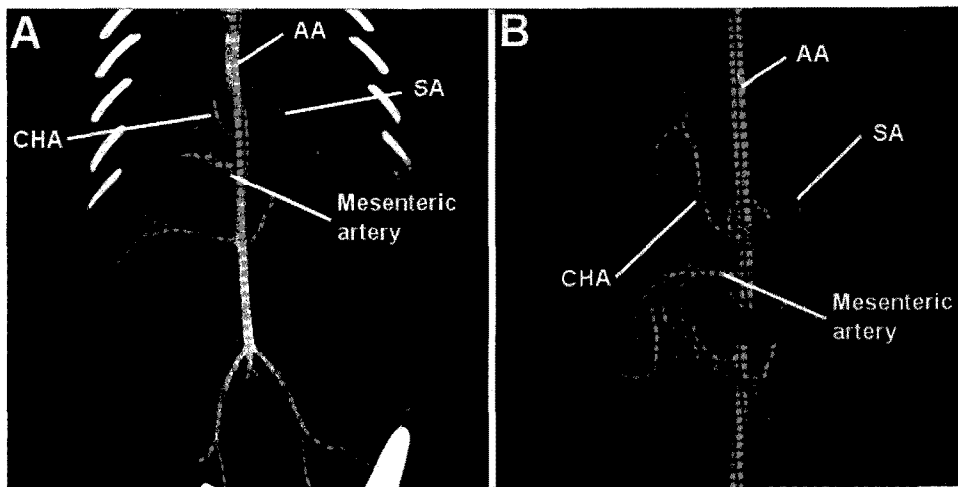 A
AA
SA
CHA
Mesenteric
artery
B
AA
SA
CHA
Mesenteric
artery